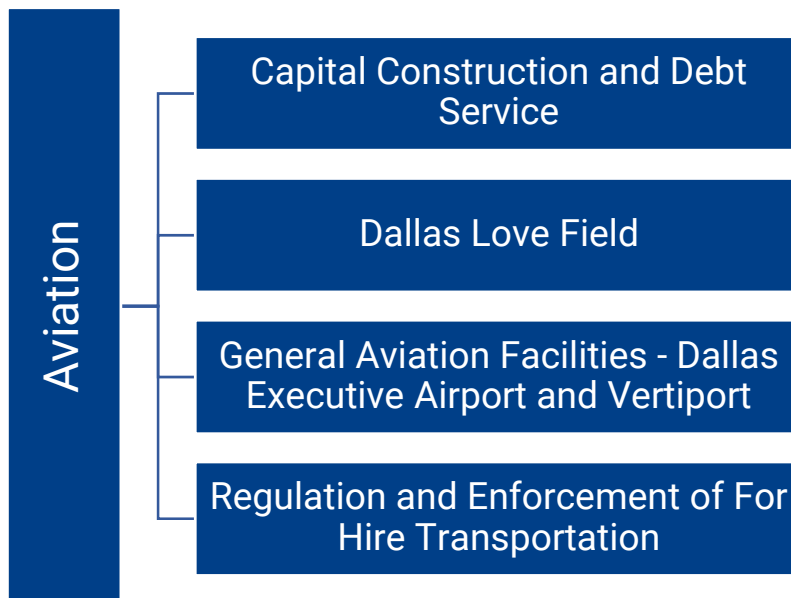 Aviation
Capital Construction and Debt
Service
Dallas Love Field
General Aviation Facilities - Dallas
Executive Airport and Vertiport
Regulation and Enforcement of For
Hire Transportation